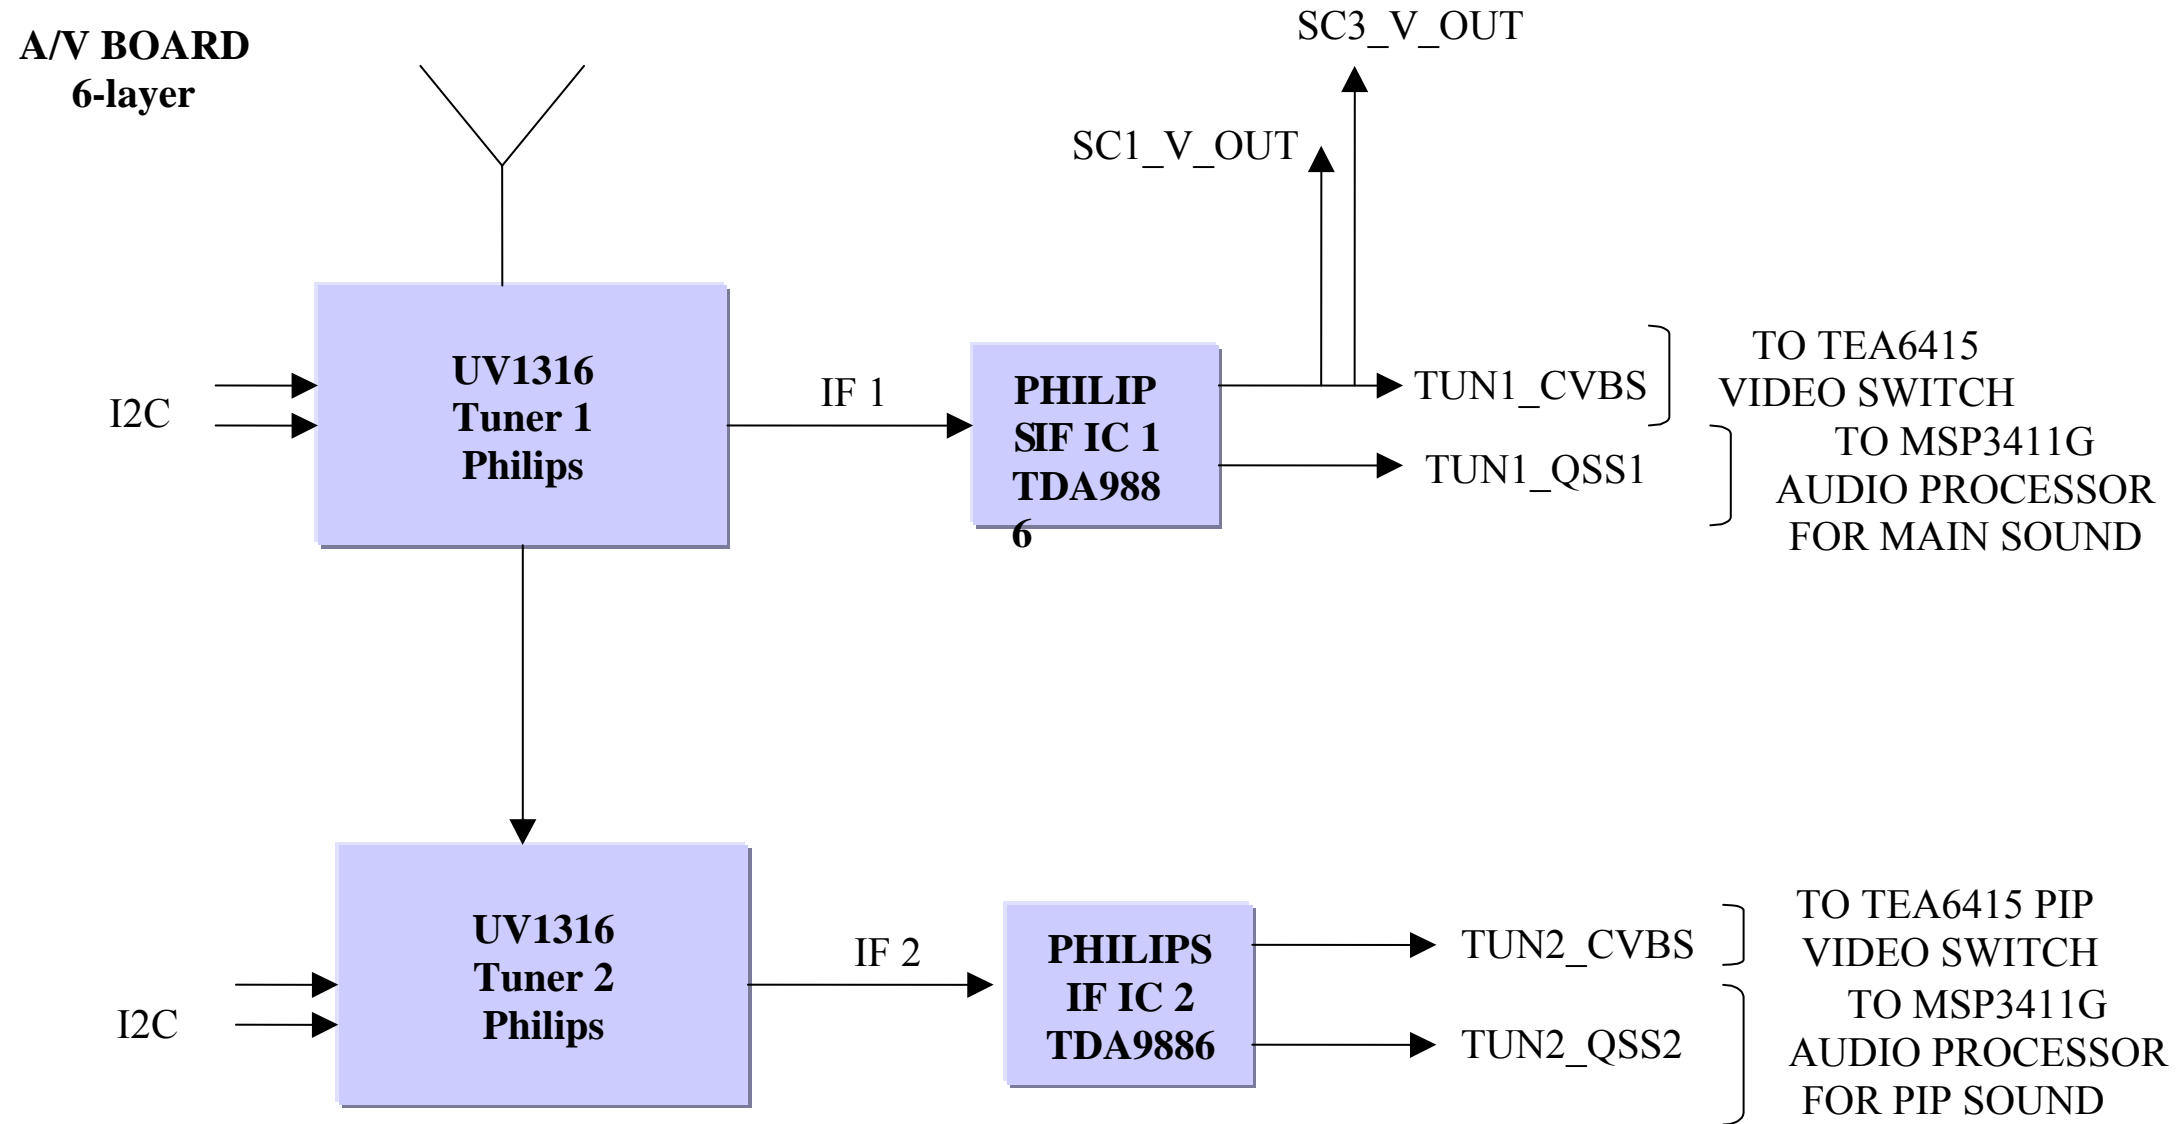 A/V BOARD
6-layer
SC3_V_OUT
SC1_V_OUT
I2C
UV1316
Tuner 1
Philips
IF 1
PHILIP
SIF IC 1
TDA988
6
TUN1_CVBS
TUN1_QSS1
TO TEA6415
VIDEO SWITCH
TO MSP3411G
AUDIO PROCESSOR
FOR MAIN SOUND
I2C
UV1316
Tuner 2
Philips
IF 2
PHILIPS
IF IC 2
TDA9886
TUN2_CVBS
TUN2_QSS2
TO TEA6415 PIP
VIDEO SWITCH
TO MSP3411G
AUDIO PROCESSOR
FOR PIP SOUND